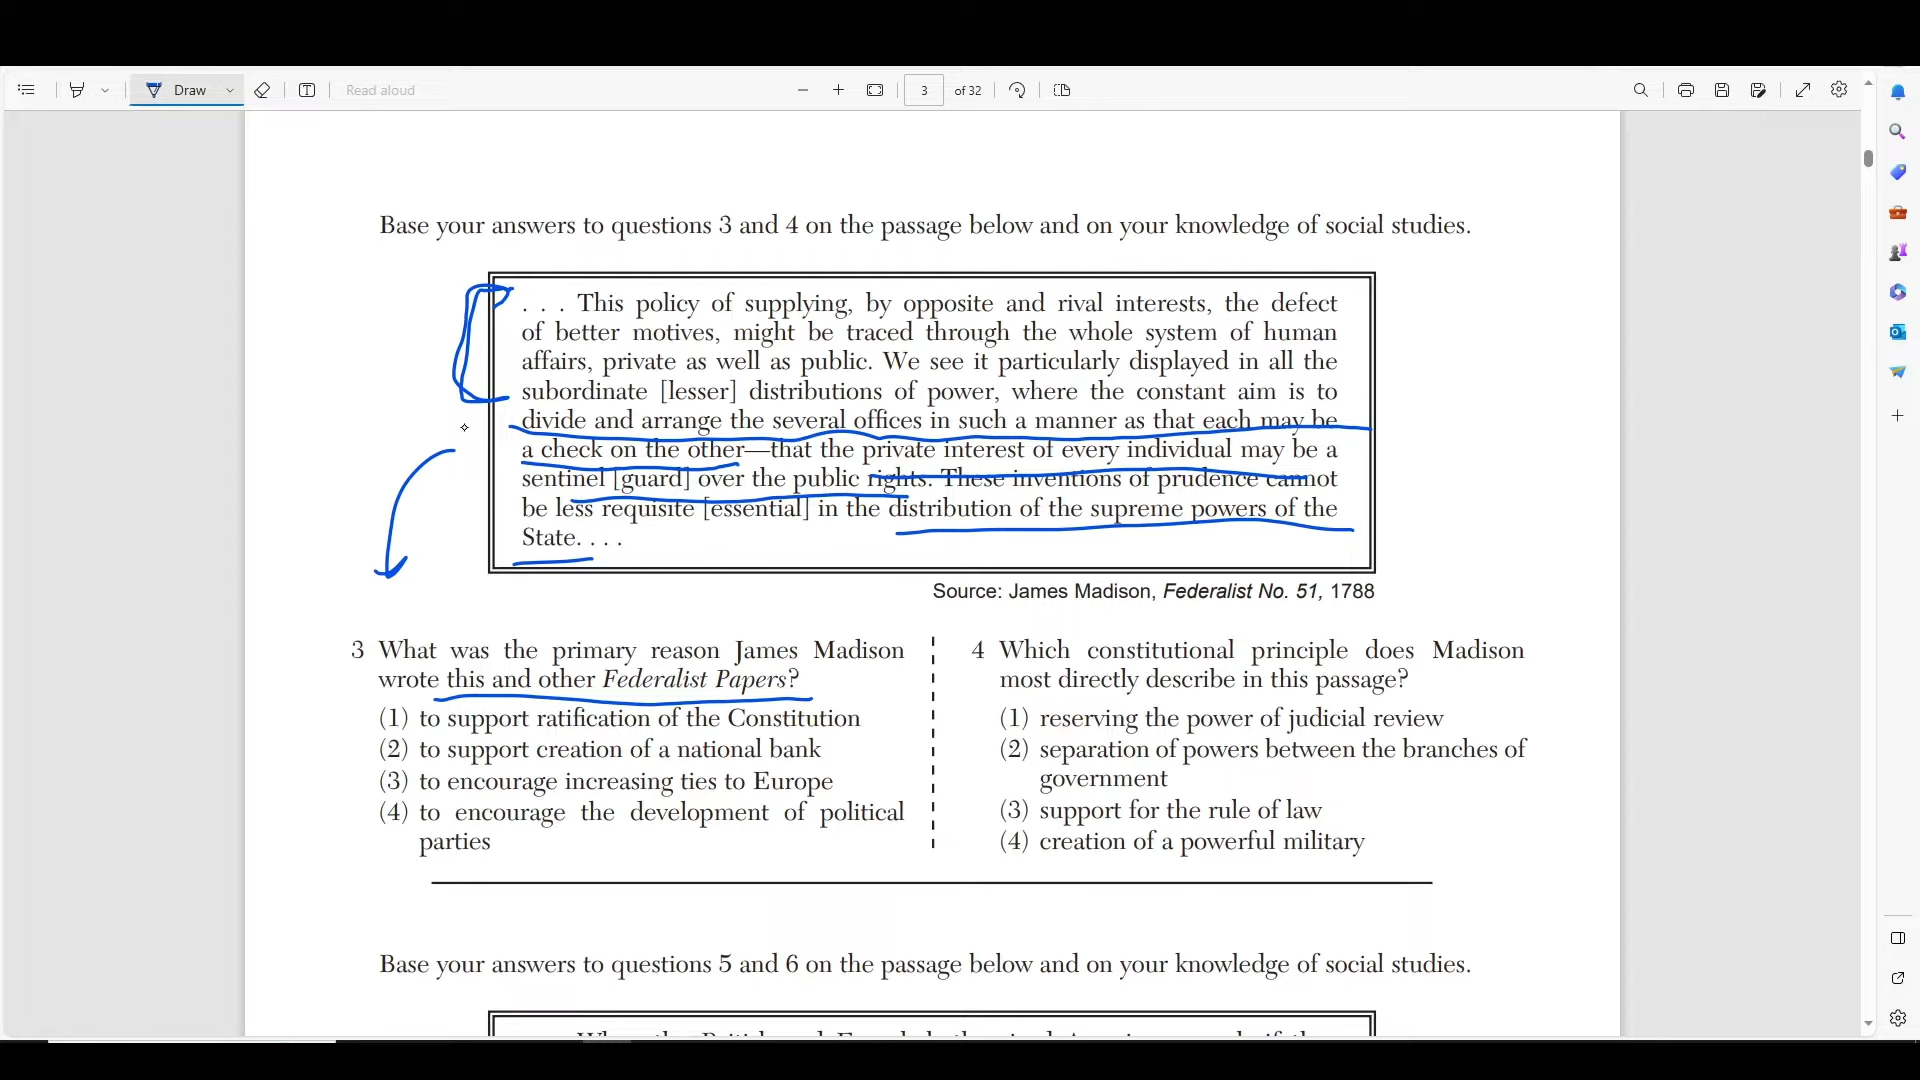 Draw
Read aloud
3 of 32
Base your answers to questions 3 and 4 on the passage below and on your knowledge of social studies.
. . . This policy of supplying, by opposite and rival interests, the defect
of better motives, might be traced through the whole system of human
affairs, private as well as public. We see it particularly displayed in all the
subordinate [lesser] distributions of power, where the constant aim is to
divide and arrange the several offices in such a manner as that each may be
a check on the other—that the private interest of every individual may be a
sentinel [guard] over the public rights. These inventions of prudence cannot
be less requisite [essential] in the distribution of the supreme powers of the
State. . . .
Source: James Madison, Federalist No. 51, 1788
3 What was the primary reason James Madison
wrote this and other Federalist Papers?
(1) to support ratification of the Constitution
(2) to support creation of a national bank
(3) to encourage increasing ties to Europe
(4) to encourage the development of political
parties
4 Which constitutional principle does Madison
most directly describe in this passage?
(1) reserving the power of judicial review
(2) separation of powers between the branches of
government
(3) support for the rule of law
(4) creation of a powerful military
Base your answers to questions 5 and 6 on the passage below and on your knowledge of social studies.